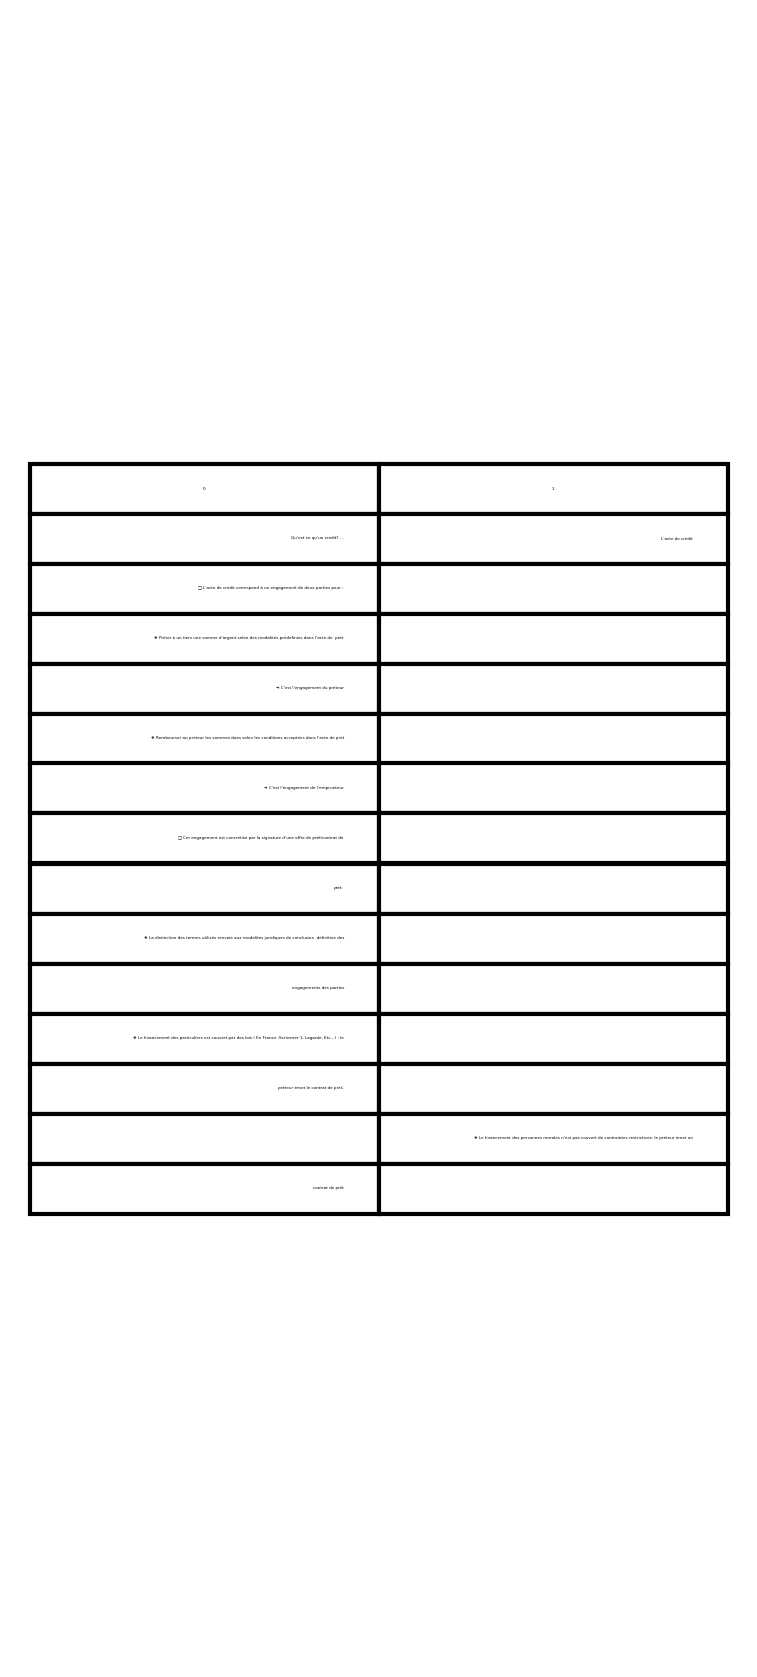 0 1
Qu'est ce qu'un crédit? ... L'acte de crédit
❑ L'acte de crédit correspond à un engagement de deux parties pour :
❖ Prêter à un tiers une somme d'argent selon des modalités prédéfinies dans l'acte de prêt
➔ C'est l'engagement du prêteur
❖ Rembourser au prêteur les sommes dues selon les conditions acceptées dans l'acte de prêt
➔ C'est l'engagement de l'emprunteur
❑ Cet engagement est concrétisé par la signature d'une offre de prêt/contrat de
prêt:
❖ La distinction des termes utilisés renvoie aux modalités juridiques de conclusion définitive des
engagements des parties
❖ Le financement des particuliers est couvert par des lois ( En France :Scrivener 1, Lagarde, Etc...) : le
prêteur émet le contrat de prêt.
❖ Le financement des personnes morales n'est pas couvert de contraintes restrictives: le prêteur émet un
contrat de prêt